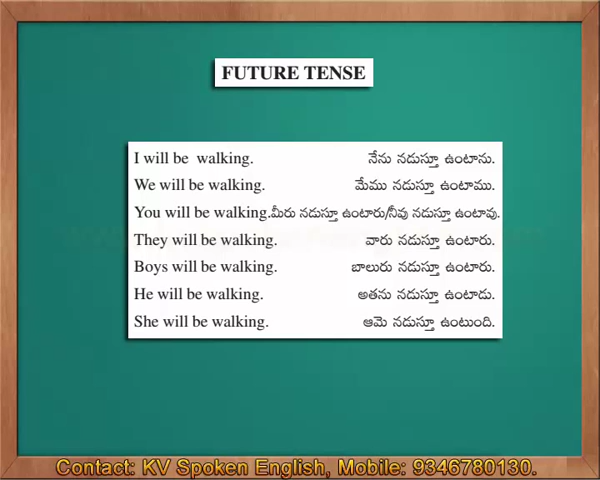 FUTURE TENSE
I will be walking. నేను నడుస్తూ ఉంటాను.
We will be walking. మేము నడుస్తూ ఉంటాము.
You will be walking.మీరు నడుస్తూ ఉంటారు/నీవు నడుస్తూ ఉంటావు.
They will be walking. వారు నడుస్తూ ఉంటారు.
Boys will be walking. బాలురు నడుస్తూ ఉంటారు.
He will be walking. అతను నడుస్తూ ఉంటాడు.
She will be walking. ఆమె నడుస్తూ ఉంటుంది.
Contact: KV Spoken English, Mobile: 9346780130.